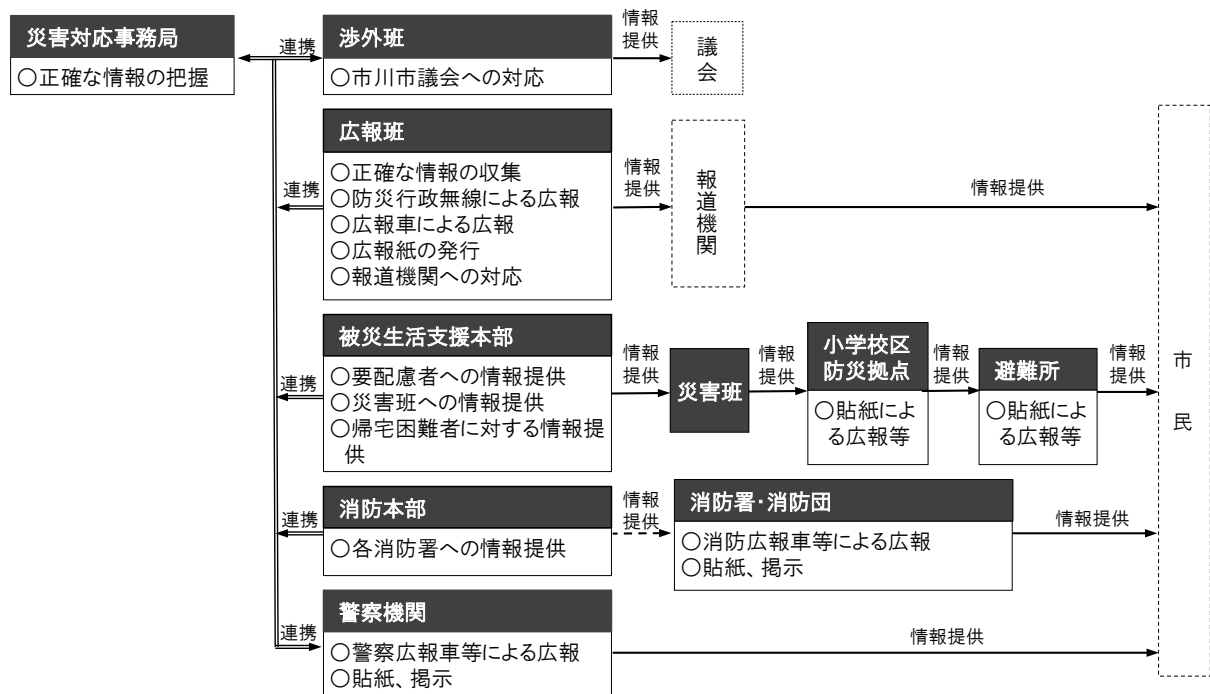 災害対応事務局
○正確な情報の把握
連携
渉外班
○市川市議会への対応
情報
提供
議
会
連携
広報班
○正確な情報の収集
○防災行政無線による広報
○広報車による広報
○広報紙の発行
○報道機関への対応
情報
提供
報
道
機
関
情報提供
連携
被災生活支援本部
○要配慮者への情報提供
○災害班への情報提供
○帰宅困難者に対する情報提
供
情報
提供
災害班
情報
提供
小学校区
防災拠点
○貼紙によ
る広報等
情報
提供
避難所
○貼紙によ
る広報等
情報
提供
市
民
連携
消防本部
○各消防署への情報提供
情報
提供
消防署・消防団
○消防広報車等による広報
○貼紙、掲示
情報提供
連携
警察機関
○警察広報車等による広報
○貼紙、掲示
情報提供